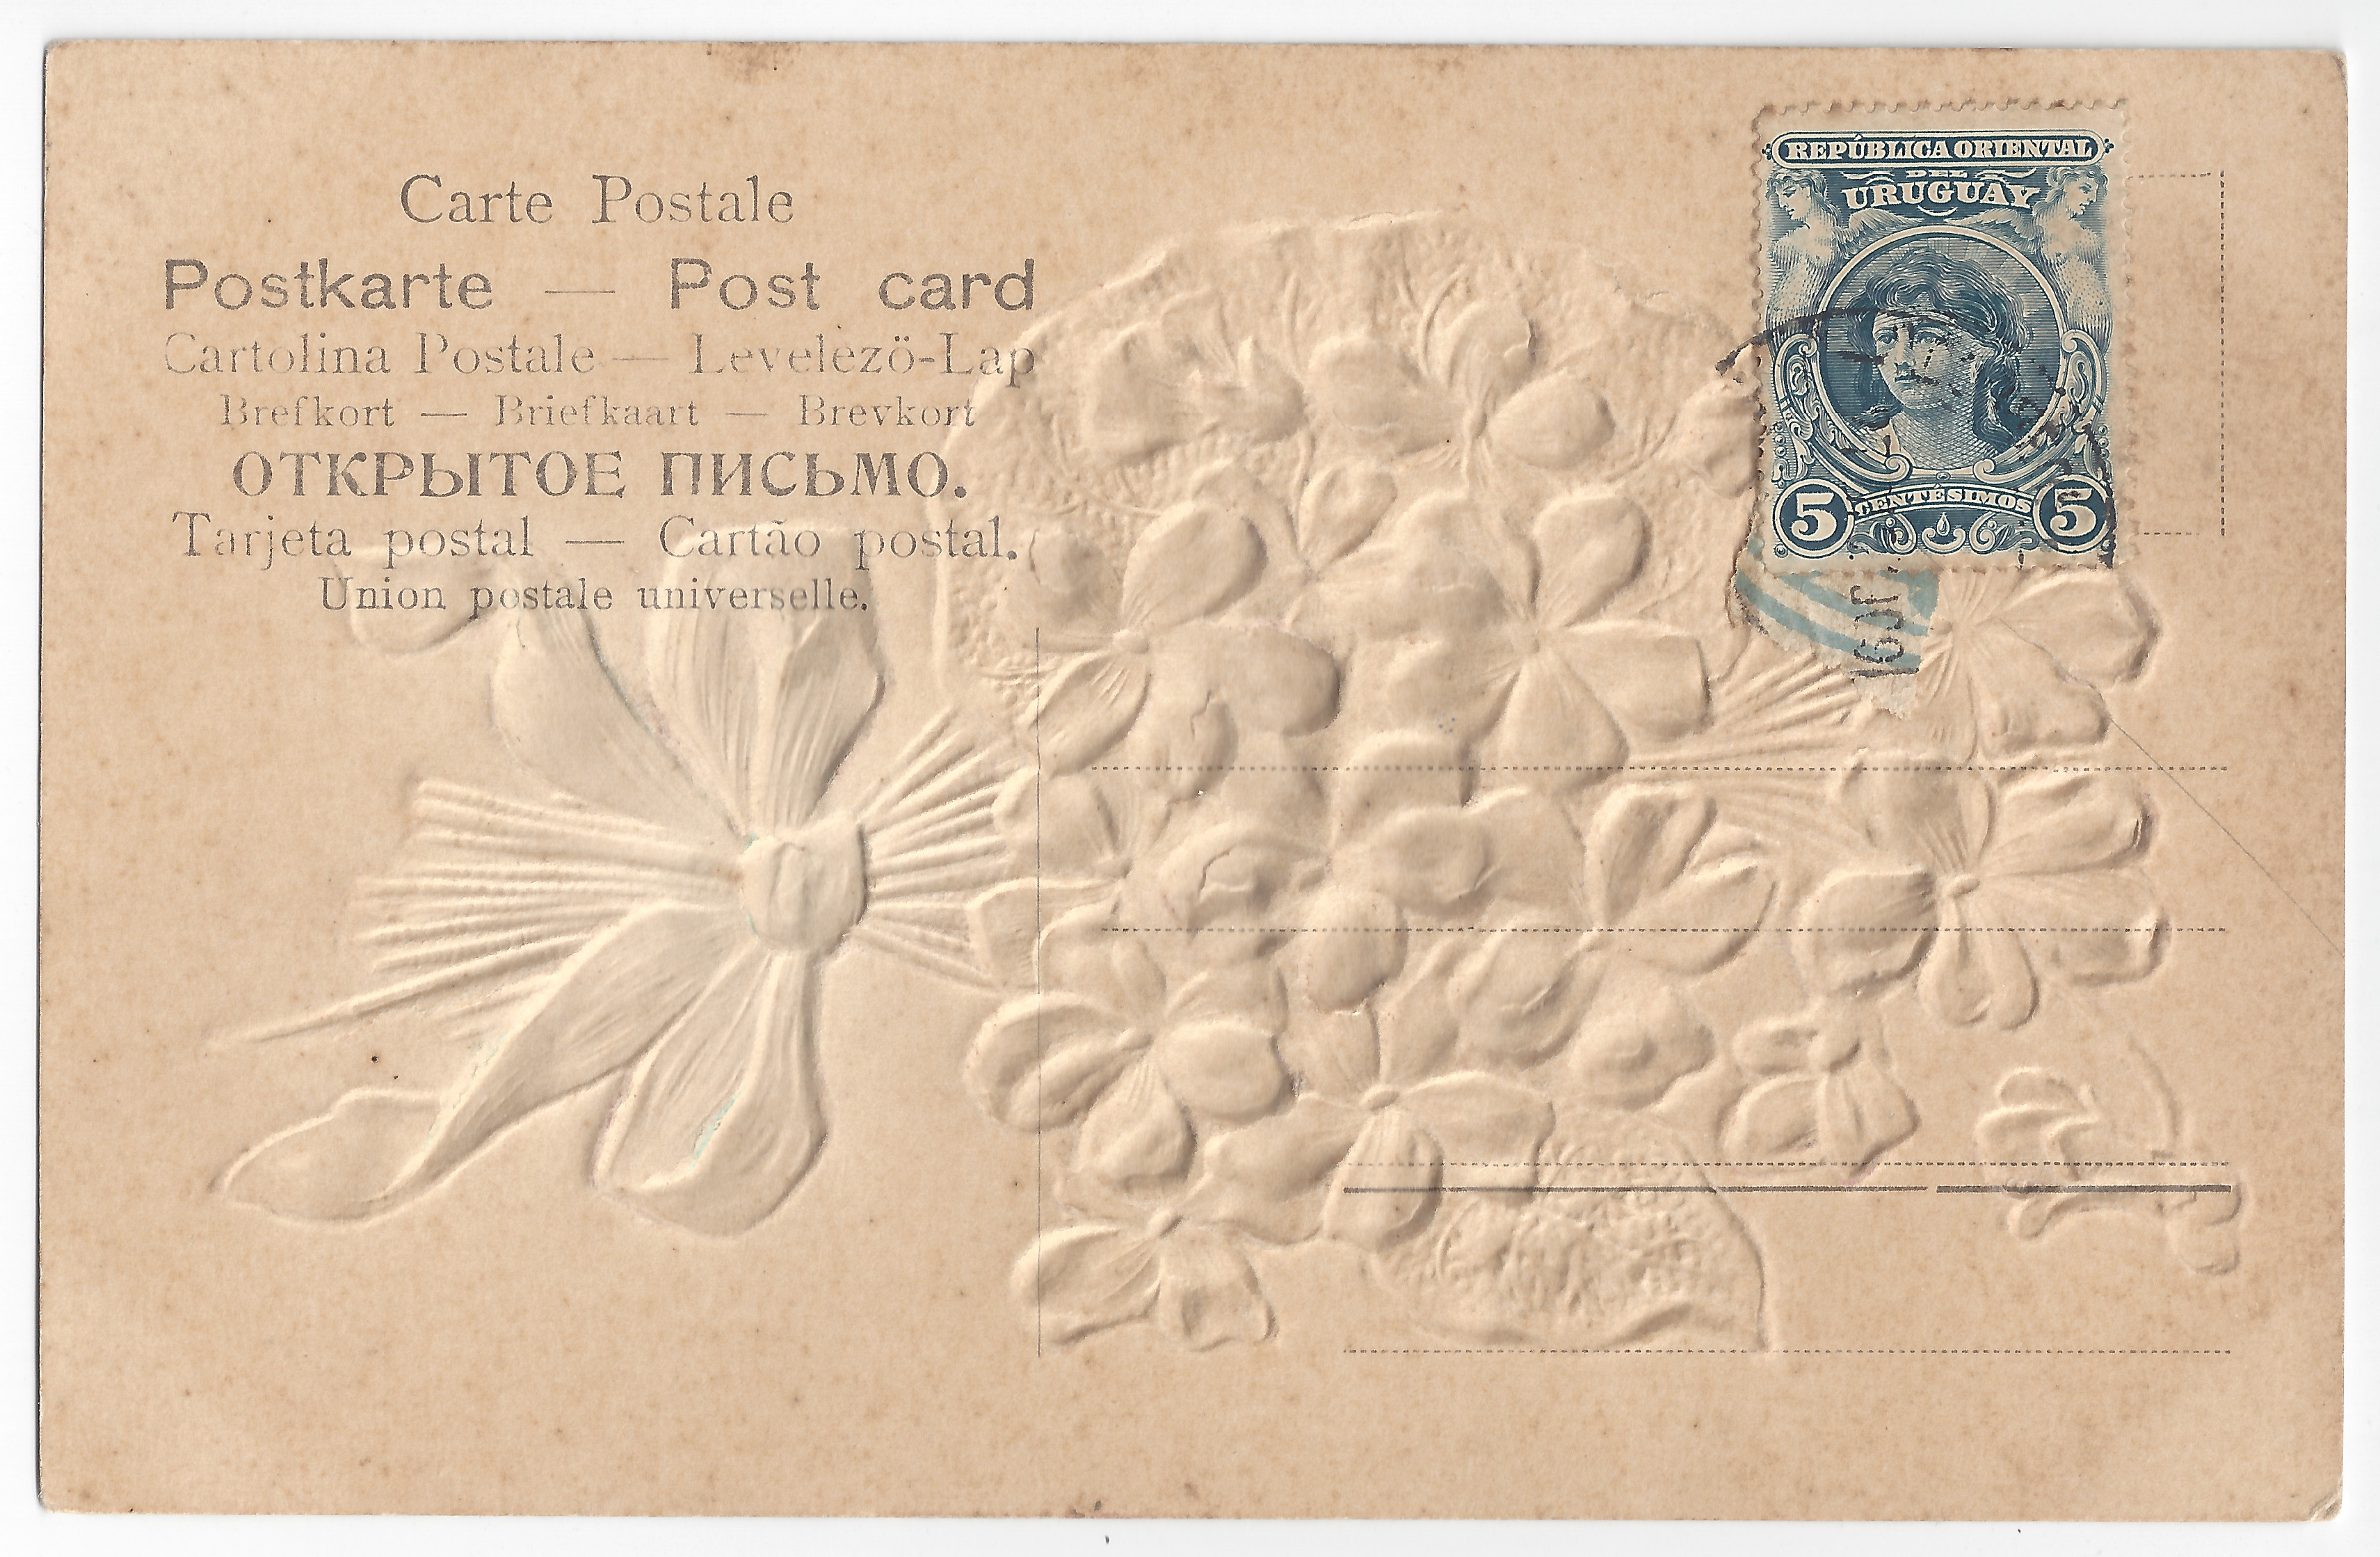 Carte Postale
Postkarte — Post card
Cartolina Postale — Levelezö-Lap
Brefkort — Briefkaart — Brevkort
ОТКРЫТОЕ ПИСЬМО.
Tarjeta postal — Cartão postal.
Union postale universelle.
REPÚBLICA ORIENTAL
DEL
URUGUAY
5 CENTÉSIMOS 5